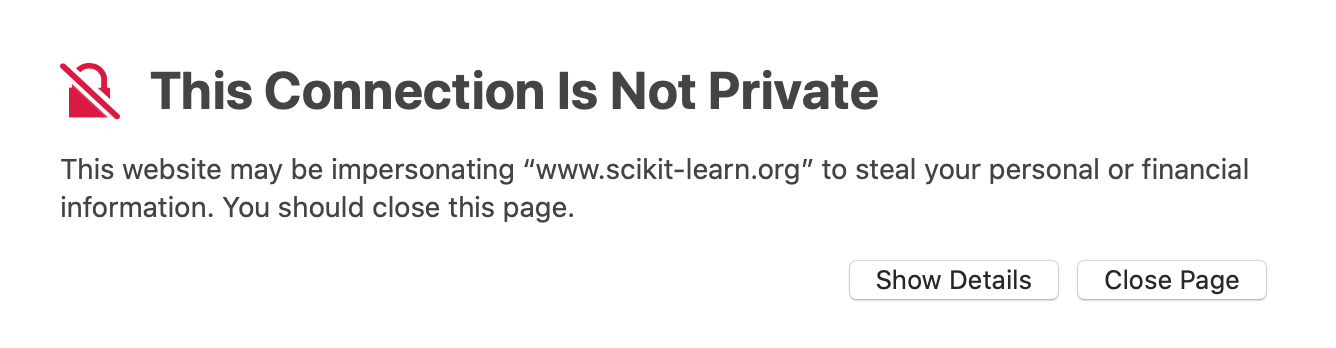 This Connection Is Not Private
This website may be impersonating “www.scikit-learn.org” to steal your personal or financial
information. You should close this page.
Show Details
Close Page